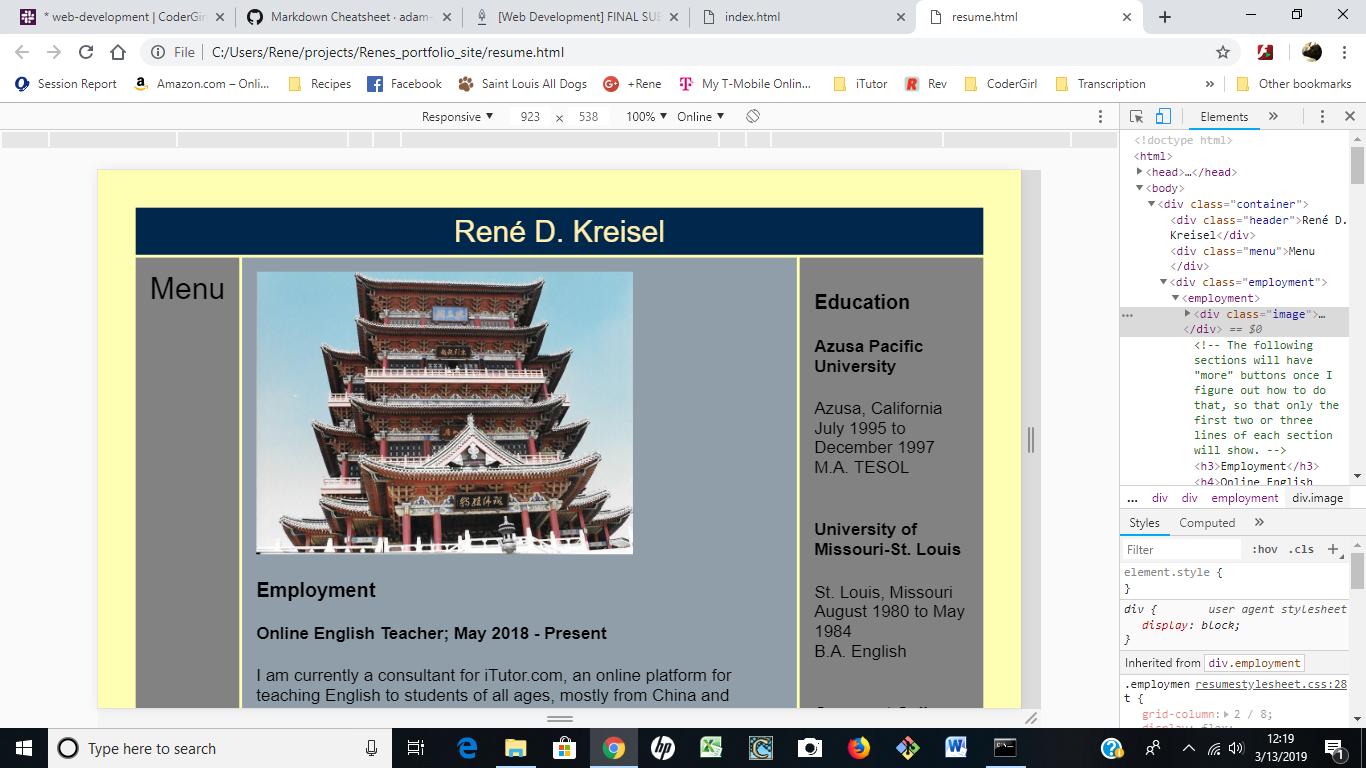 * web-development | CoderGir
Markdown Cheatsheet · adam-
[Web Development] FINAL SUB
index.html
resume.html
File
C:/Users/Rene/projects/Renes_portfolio_site/resume.html
Session Report
Amazon.com – Onli...
Recipes
Facebook
Saint Louis All Dogs
+Rene
My T-Mobile Onlin...
iTutor
Rev
CoderGirl
Transcription
»
Other bookmarks
Responsive ▼ 923 x 538 100% ▼ Online ▼
René D. Kreisel
Menu
Employment
Online English Teacher; May 2018 - Present
I am currently a consultant for iTutor.com, an online platform for
teaching English to students of all ages, mostly from China and
Education
Azusa Pacific
University
Azusa, California
July 1995 to
December 1997
M.A. TESOL
University of
Missouri-St. Louis
St. Louis, Missouri
August 1980 to May
1984
B.A. English
Elements »
<!doctype html>
<html>
▶<head>…</head>
▼<body>
▼<div class="container">
<div class="header">René D.
Kreisel</div>
<div class="menu">Menu
</div>
▼<div class="employment">
▼<employment>
... ▶<div class="image">…
</div> == $0
<!-- The following
sections will have
"more" buttons once I
figure out how to do
that, so that only the
first two or three
lines of each section
will show. -->
<h3>Employment</h3>
<h4>Online English
... div div employment div.image
Styles Computed »
Filter :hov .cls +
element.style {
}
div { user agent stylesheet
display: block;
}
Inherited from div.employment
.employmen resumestylesheet.css:28
t {
grid-column:▶ 2 / 8;
display: flex;
Type here to search
12:19
3/13/2019
1